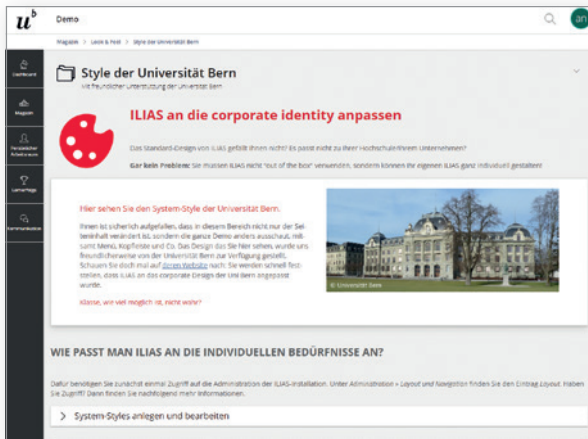 u^b
Demo
an
Magazin > Look & Feel > Style der Universität Bern
Dashboard
Magazin
Persönlicher
Arbeitsraum
Lernerfolge
Kommunikation
Style der Universität Bern
Mit freundlicher Unterstützung der Universität Bern
ILIAS an die corporate identity anpassen
Das Standard-Design von ILIAS gefällt Ihnen nicht? Es passt nicht zu Ihrer Hochschule/Ihrem Unternehmen?
Gar kein Problem: Sie müssen ILIAS nicht "out of the box" verwenden, sondern können Ihr eigenen ILIAS ganz individuell gestalten!
Hier sehen Sie den System-Style der Universität Bern.
Ihnen ist sicherlich aufgefallen, dass in diesem Bereich nicht nur der Sei-
teninhalt verändert ist, sondern die ganze Demo anders ausschaut, mit-
samt Menü, Kopfleiste und Co. Das Design das Sie hier sehen, wurde uns
freundlicherweise von der Universität Bern zur Verfügung gestellt.
Schauen Sie doch mal auf deren Website nach: Sie werden schnell fest-
stellen, dass ILIAS an das corporate Design der Uni Bern angepasst
wurde.
Klasse, wie viel möglich ist, nicht wahr?
© Universität Bern
WIE PASST MAN ILIAS AN DIE INDIVIDUELLEN BEDÜRFNISSE AN?
Dafür benötigen Sie zunächst einmal Zugriff auf die Administration der ILIAS-Installation. Unter Administration » Layout und Navigation finden Sie den Eintrag Layout. Haben
Sie Zugriff? Dann finden Sie nachfolgend mehr Informationen.
> System-Styles anlegen und bearbeiten